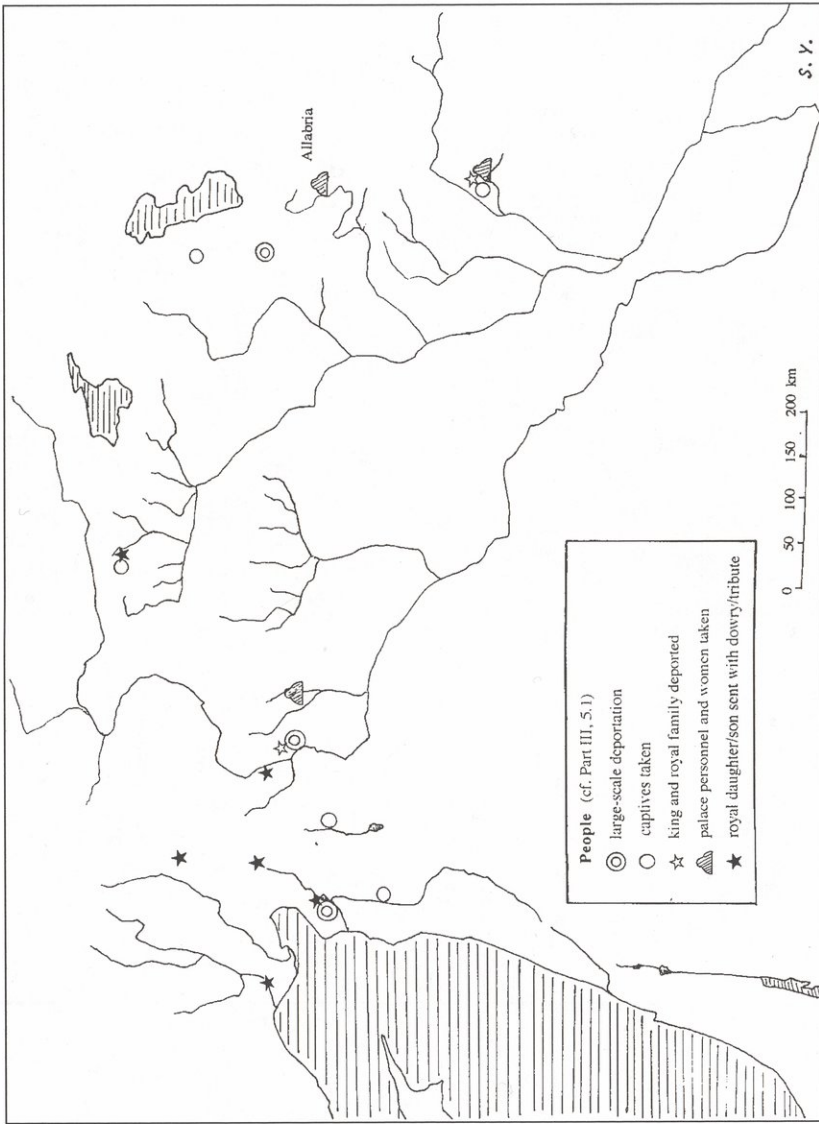 Allabria
S. Y.
0 50 100 150 200 km
People (cf. Part III, 5.1)
large-scale deportation
captives taken
king and royal family deported
palace personnel and women taken
royal daughter/son sent with dowry/tribute